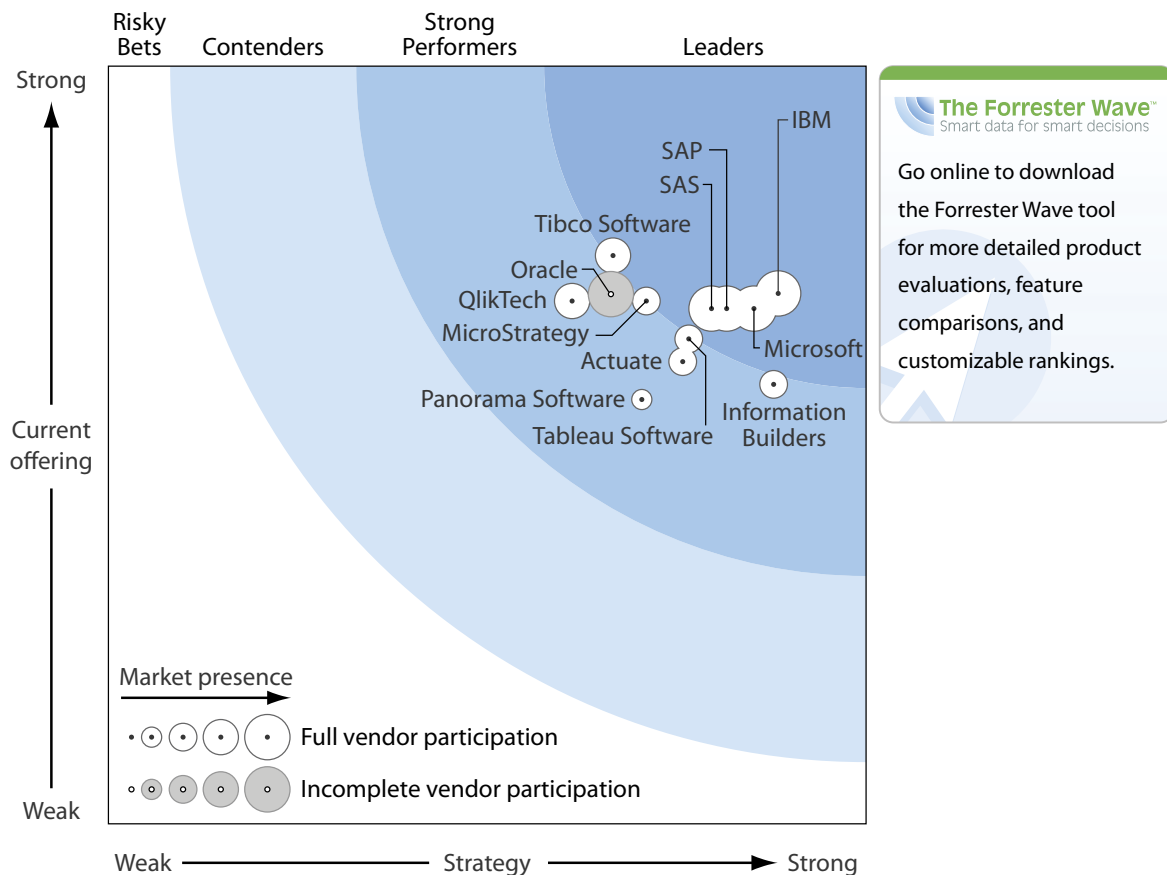 Risky
Bets
Contenders
Strong
Performers
Leaders
Strong
Current
offering
Weak
IBM
SAP
SAS
Tibco Software
Oracle
QlikTech
MicroStrategy
Microsoft
Actuate
Panorama Software
Information
Builders
Tableau Software
Market presence
Full vendor participation
Incomplete vendor participation
Weak
Strategy
Strong
The Forrester Wave™
Smart data for smart decisions
Go online to download
the Forrester Wave tool
for more detailed product
evaluations, feature
comparisons, and
customizable rankings.